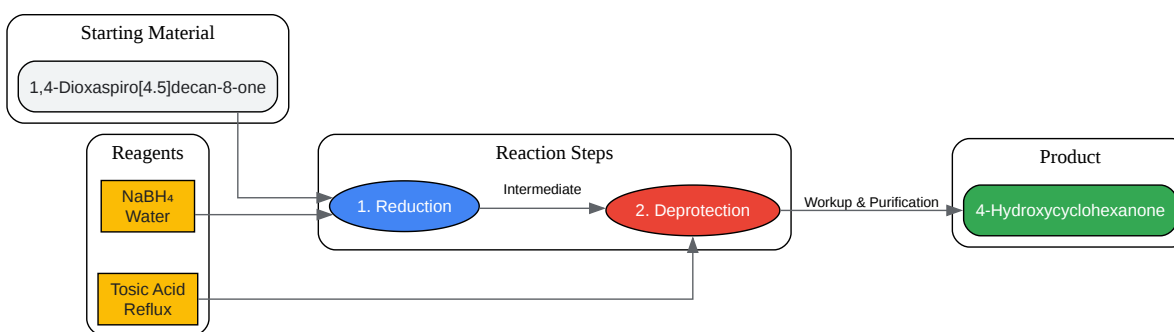 Starting Material
1,4-Dioxaspiro[4.5]decan-8-one
Reagents
NaBH₄
Water
Tosic Acid
Reflux
Reaction Steps
1. Reduction
Intermediate
2. Deprotection
Workup & Purification
Product
4-Hydroxycyclohexanone